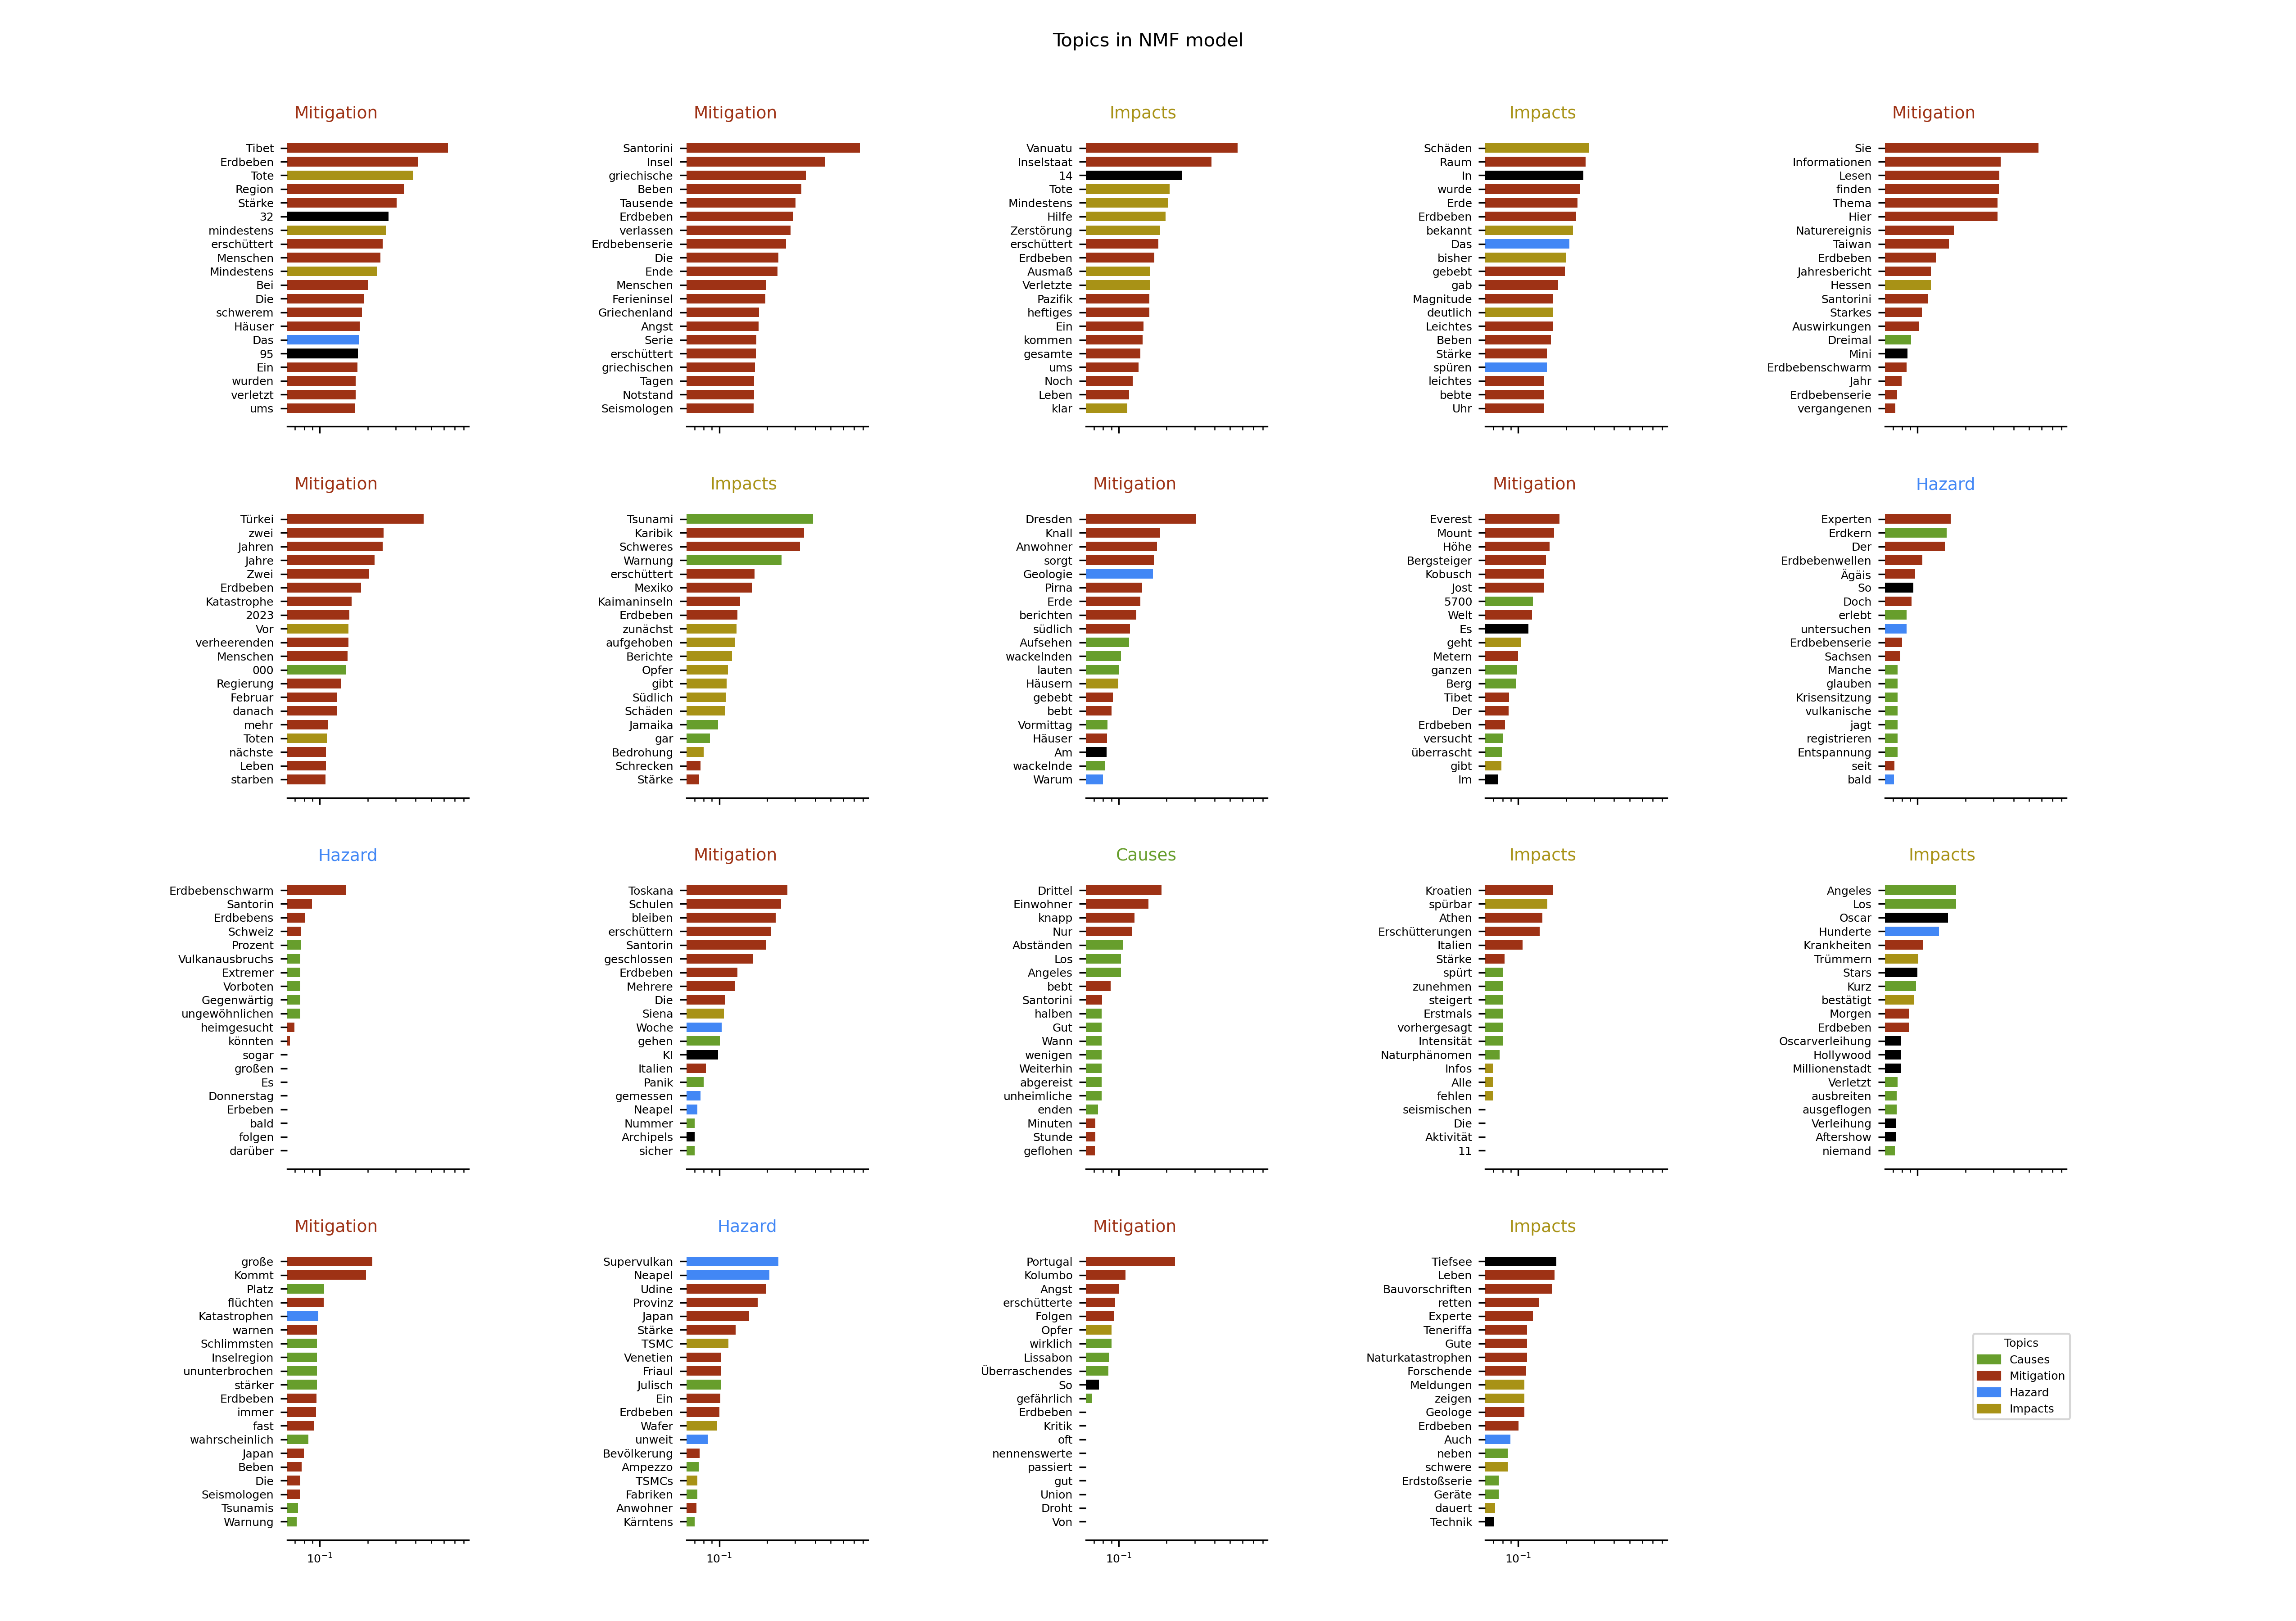 Topics in NMF model
Mitigation
Tibet
Erdbeben
Tote
Region
Stärke
32
mindestens
erschüttert
Menschen
Mindestens
Bei
Die
schwerem
Häuser
Das
95
Ein
wurden
verletzt
ums
Mitigation
Santorini
Insel
griechische
Beben
Tausende
Erdbeben
verlassen
Erdbebenserie
Die
Ende
Menschen
Ferieninsel
Griechenland
Angst
Serie
erschüttert
griechischen
Tagen
Notstand
Seismologen
Impacts
Vanuatu
Inselstaat
14
Tote
Mindestens
Hilfe
Zerstörung
erschüttert
Erdbeben
Ausmaß
Verletzte
Pazifik
heftiges
Ein
kommen
gesamte
ums
Noch
Leben
klar
Impacts
Schäden
Raum
In
wurde
Erde
Erdbeben
bekannt
Das
bisher
gebebt
gab
Magnitude
deutlich
Leichtes
Beben
Stärke
spüren
leichtes
bebte
Uhr
Mitigation
Sie
Informationen
Lesen
finden
Thema
Hier
Naturereignis
Taiwan
Erdbeben
Jahresbericht
Hessen
Santorini
Starkes
Auswirkungen
Dreimal
Mini
Erdbebenschwarm
Jahr
Erdbebenserie
vergangenen
Mitigation
Türkei
zwei
Jahren
Jahre
Zwei
Erdbeben
Katastrophe
2023
Vor
verheerenden
Menschen
000
Regierung
Februar
danach
mehr
Toten
nächste
Leben
starben
Impacts
Tsunami
Karibik
Schweres
Warnung
erschüttert
Mexiko
Kaimaninseln
Erdbeben
zunächst
aufgehoben
Berichte
Opfer
gibt
Südlich
Schäden
Jamaika
gar
Bedrohung
Schrecken
Stärke
Mitigation
Dresden
Knall
Anwohner
sorgt
Geologie
Pirna
Erde
berichten
südlich
Aufsehen
wackelnden
lauten
Häusern
gebebt
bebt
Vormittag
Häuser
Am
wackelnde
Warum
Mitigation
Everest
Mount
Höhe
Bergsteiger
Kobusch
Jost
5700
Welt
Es
geht
Metern
ganzen
Berg
Tibet
Der
Erdbeben
versucht
überrascht
gibt
Im
Hazard
Experten
Erdkern
Der
Erdbebenwellen
Ägäis
So
Doch
erlebt
untersuchen
Erdbebenserie
Sachsen
Manche
glauben
Krisensitzung
vulkanische
jagt
registrieren
Entspannung
seit
bald
Hazard
Erdbebenschwarm
Santorin
Erdbebens
Schweiz
Prozent
Vulkanausbruchs
Extremer
Vorboten
Gegenwärtig
ungewöhnlichen
heimgesucht
könnten
sogar
großen
Es
Donnerstag
Erbeben
bald
folgen
darüber
Mitigation
Toskana
Schulen
bleiben
erschüttern
Santorin
geschlossen
Erdbeben
Mehrere
Die
Siena
Woche
gehen
KI
Italien
Panik
gemessen
Neapel
Nummer
Archipels
sicher
Causes
Drittel
Einwohner
knapp
Nur
Abständen
Los
Angeles
bebt
Santorini
halben
Gut
Wann
wenigen
Weiterhin
abgereist
unheimliche
enden
Minuten
Stunde
geflohen
Impacts
Kroatien
spürbar
Athen
Erschütterungen
Italien
Stärke
spürt
zunehmen
steigert
Erstmals
vorhergesagt
Intensität
Naturphänomen
Infos
Alle
fehlen
seismischen
Die
Aktivität
11
Impacts
Angeles
Los
Oscar
Hunderte
Krankheiten
Trümmern
Stars
Kurz
bestätigt
Morgen
Erdbeben
Oscarverleihung
Hollywood
Millionenstadt
Verletzt
ausbreiten
ausgeflogen
Verleihung
Aftershow
niemand
Mitigation
große
Kommt
Platz
flüchten
Katastrophen
warnen
Schlimmsten
Inselregion
ununterbrochen
stärker
Erdbeben
immer
fast
wahrscheinlich
Japan
Beben
Die
Seismologen
Tsunamis
Warnung
10⁻¹
Hazard
Supervulkan
Neapel
Udine
Provinz
Japan
Stärke
TSMC
Venetien
Friaul
Julisch
Ein
Erdbeben
Wafer
unweit
Bevölkerung
Ampezzo
TSMCs
Fabriken
Anwohner
Kärntens
10⁻¹
Mitigation
Portugal
Kolumbo
Angst
erschütterte
Folgen
Opfer
wirklich
Lissabon
Überraschendes
So
gefährlich
Erdbeben
Kritik
oft
nennenswerte
passiert
gut
Union
Droht
Von
10⁻¹
Impacts
Tiefsee
Leben
Bauvorschriften
retten
Experte
Teneriffa
Gute
Naturkatastrophen
Forschende
Meldungen
zeigen
Geologe
Erdbeben
Auch
neben
schwere
Erdstoßserie
Geräte
dauert
Technik
10⁻¹
Topics
Causes
Mitigation
Hazard
Impacts